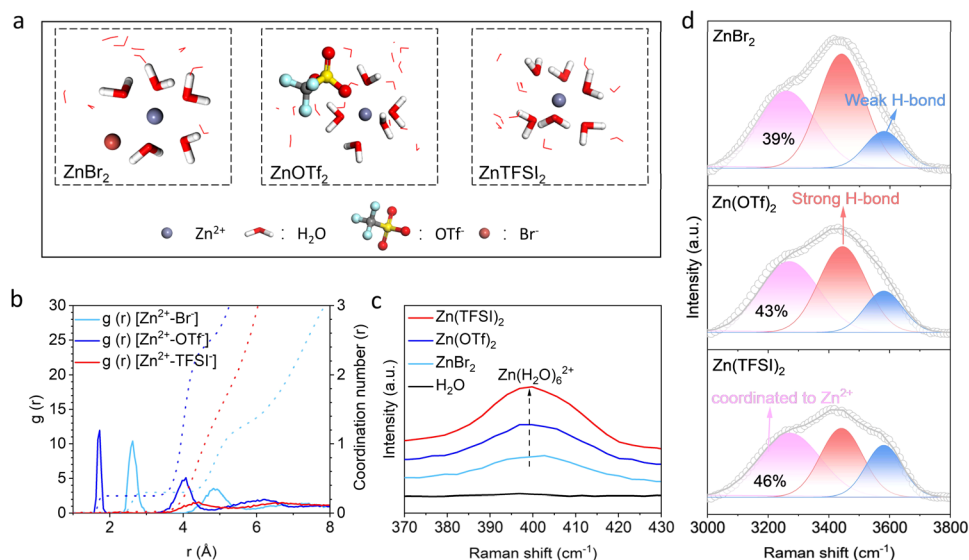 a
ZnBr2
ZnOTf2
ZnTFSI2
Zn2+
: H2O
: OTf-
: Br-
b
30
25
20
15
10
5
0
g (r)
g (r) [Zn2+-Br-]
g (r) [Zn2+-OTf-]
g (r) [Zn2+-TFSI-]
3
2
1
0
Coordination number (r)
2 4 6 8
r (Å)
c
Intensity (a.u.)
Zn(TFSI)2
Zn(OTf)2
ZnBr2
H2O
Zn(H2O)62+
370 380 390 400 410 420 430
Raman shift (cm-1)
d
Intensity (a.u.)
ZnBr2
Weak H-bond
39%
Zn(OTf)2
Strong H-bond
43%
Zn(TFSI)2
coordinated to Zn2+
46%
3000 3200 3400 3600 3800
Raman shift (cm-1)